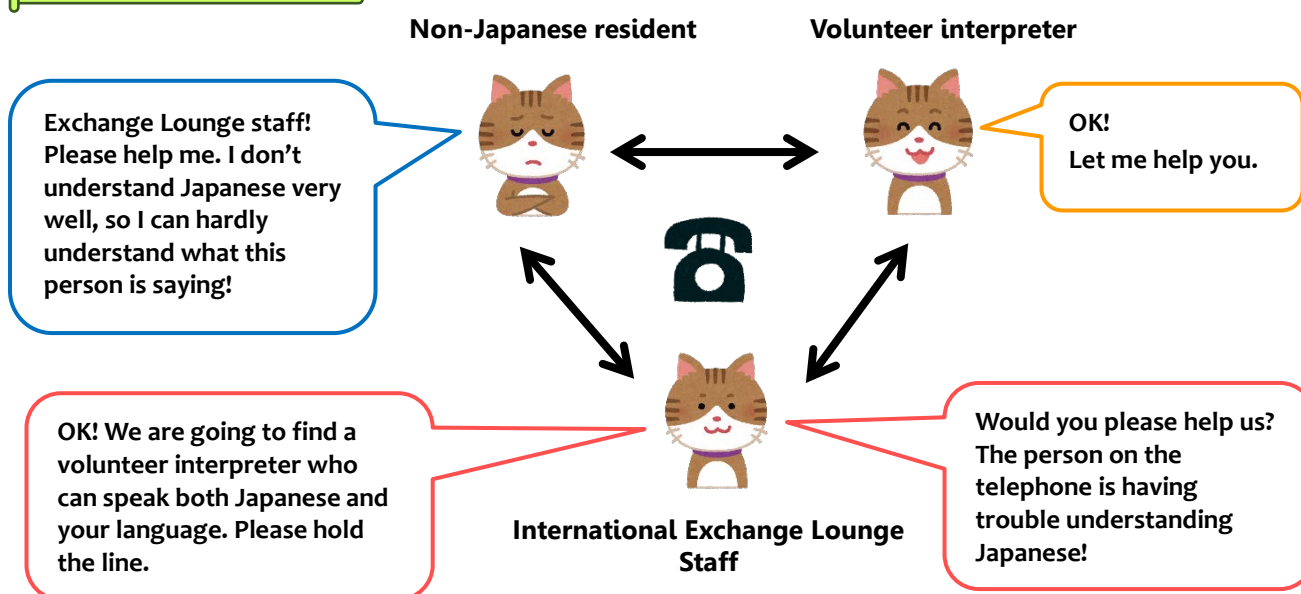 Non-Japanese resident
Volunteer interpreter
Exchange Lounge staff!
Please help me. I don’t
understand Japanese very
well, so I can hardly
understand what this
person is saying!
OK!
Let me help you.
OK! We are going to find a
volunteer interpreter who
can speak both Japanese and
your language. Please hold
the line.
Would you please help us?
The person on the
telephone is having
trouble understanding
Japanese!
International Exchange Lounge
Staff